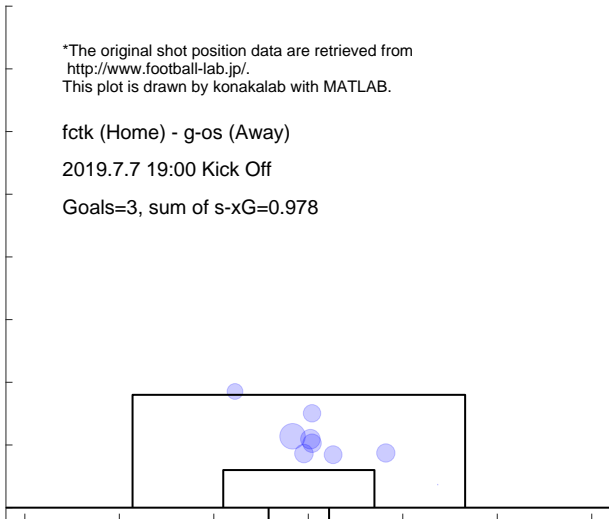 *The original shot position data are retrieved from
http://www.football-lab.jp/.
This plot is drawn by konakalab with MATLAB.
fctk (Home) - g-os (Away)
2019.7.7 19:00 Kick Off
Goals=3, sum of s-xG=0.978